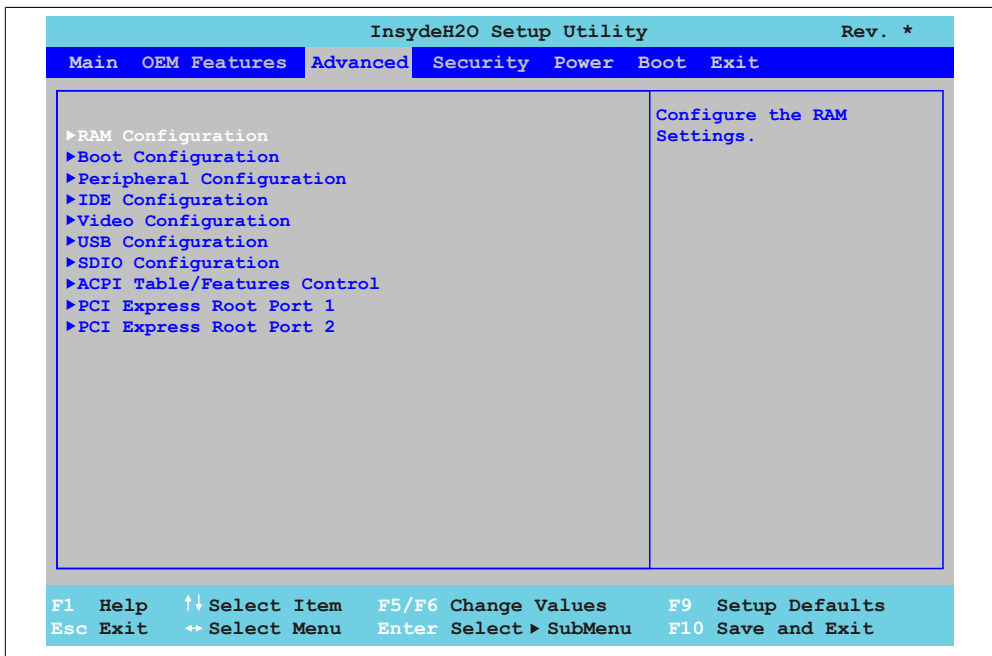 InsydeH2O Setup Utility Rev. *
Main OEM Features Advanced Security Power Boot Exit
▶RAM Configuration
▶Boot Configuration
▶Peripheral Configuration
▶IDE Configuration
▶Video Configuration
▶USB Configuration
▶SDIO Configuration
▶ACPI Table/Features Control
▶PCI Express Root Port 1
▶PCI Express Root Port 2
Configure the RAM
Settings.
F1 Help ↑↓ Select Item F5/F6 Change Values F9 Setup Defaults
Esc Exit ↔ Select Menu Enter Select ▶ SubMenu F10 Save and Exit